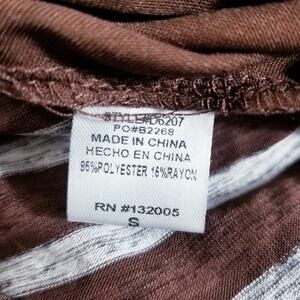 STYLE#D6207
PO#B2268
MADE IN CHINA
HECHO EN CHINA
85%POLYESTER 15%RAYON
RN #132005
S